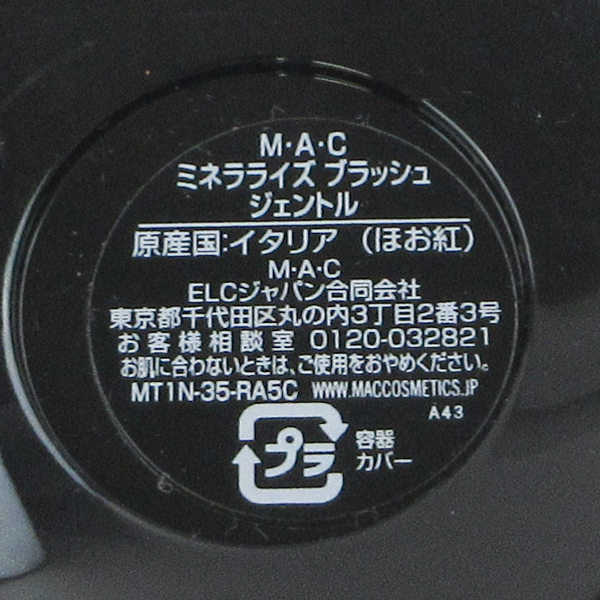 M・A・C
ミネラライズ ブラッシュ
ジェントル
原産国:イタリア (ほお紅)
M・A・C
ELCジャパン合同会社
東京都千代田区丸の内3丁目2番3号
お客様相談室 0120-032821
お肌に合わないときは、ご使用をおやめください。
MT1N-35-RA5C WWW.MACCOSMETICS.JP
A43
プラ
容器
カバー